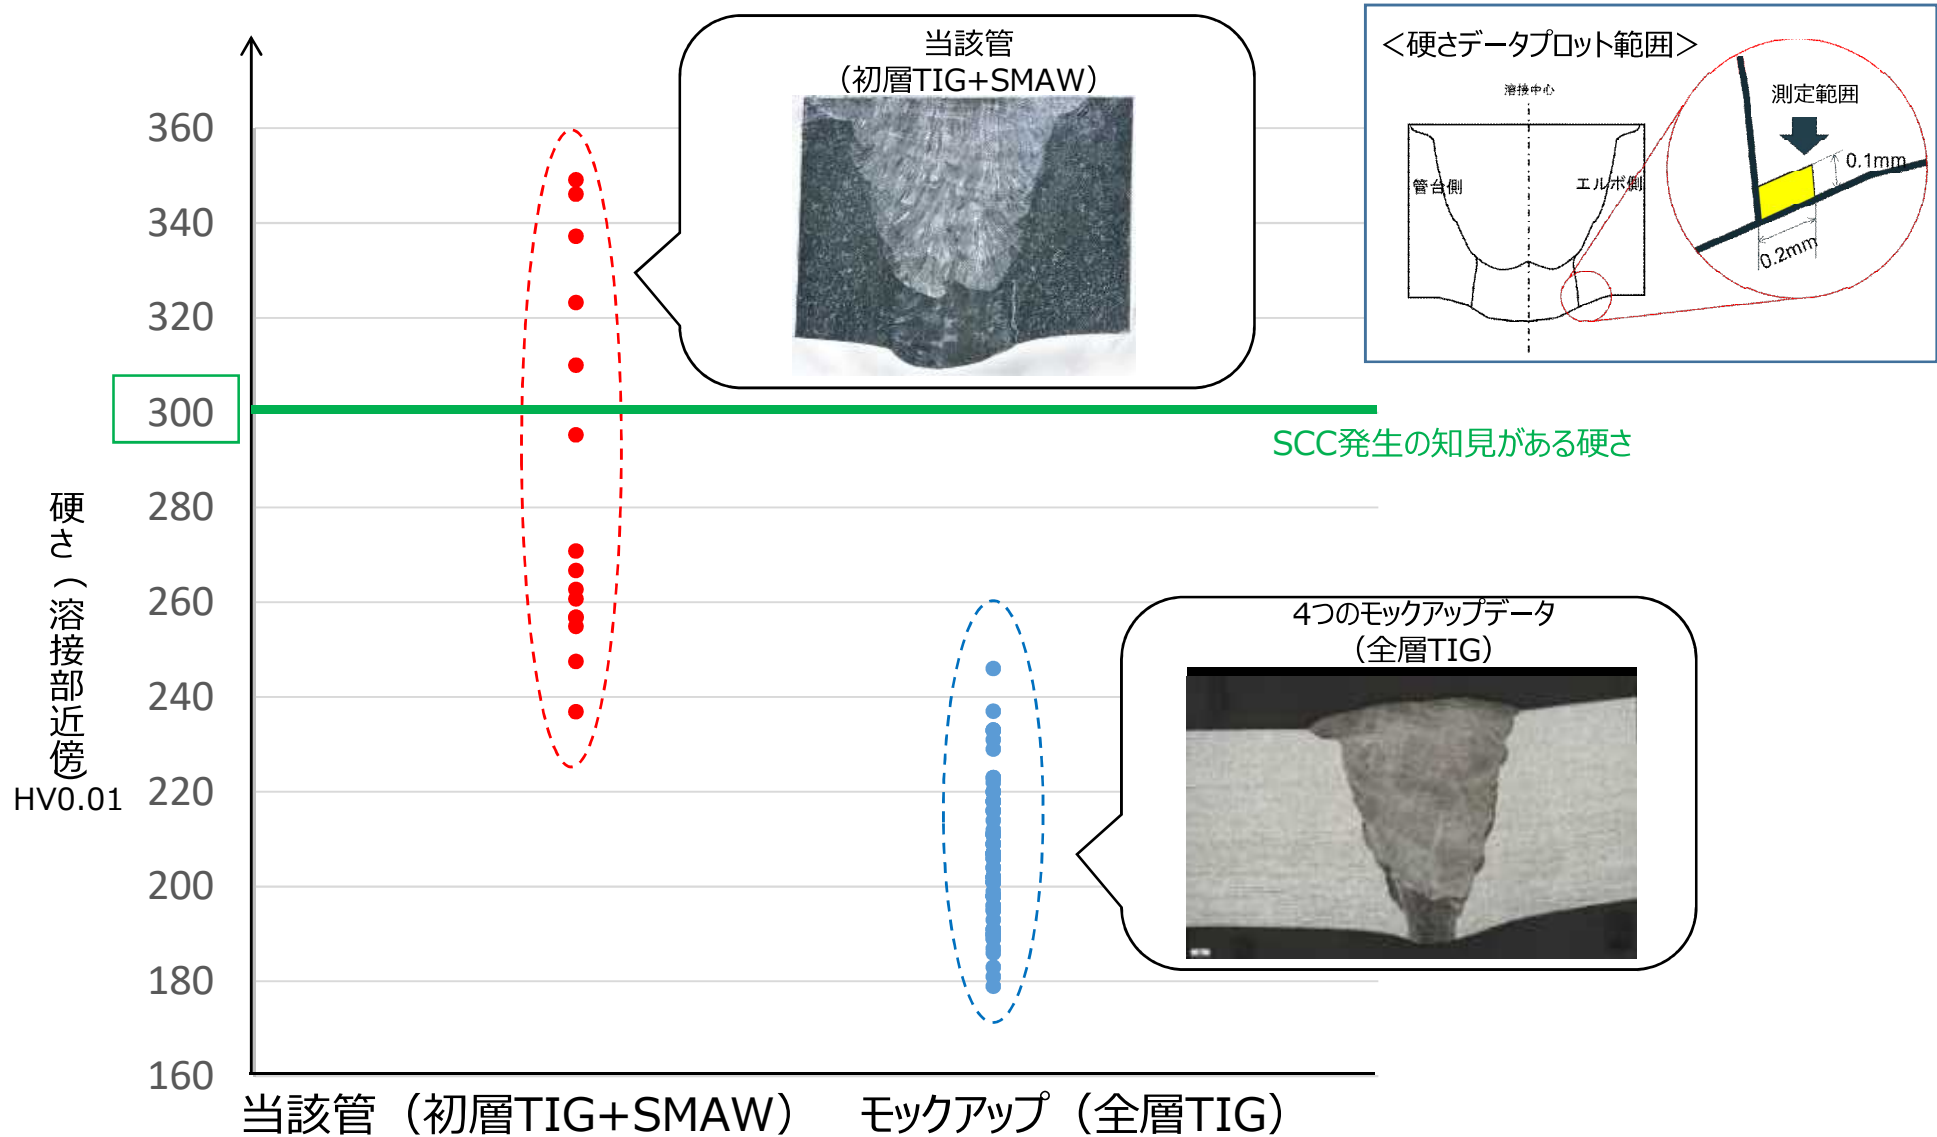 当該管
（初層TIG+SMAW）
＜硬さデータプロット範囲＞
溶接中心
管台側
エルボ側
測定範囲
0.1mm
0.2mm
360
340
320
300
280
260
240
220
200
180
160
SCC発生の知見がある硬さ
硬さ（溶接部近傍）
HV0.01
4つのモックアップデータ
（全層TIG）
当該管（初層TIG+SMAW）
モックアップ（全層TIG）